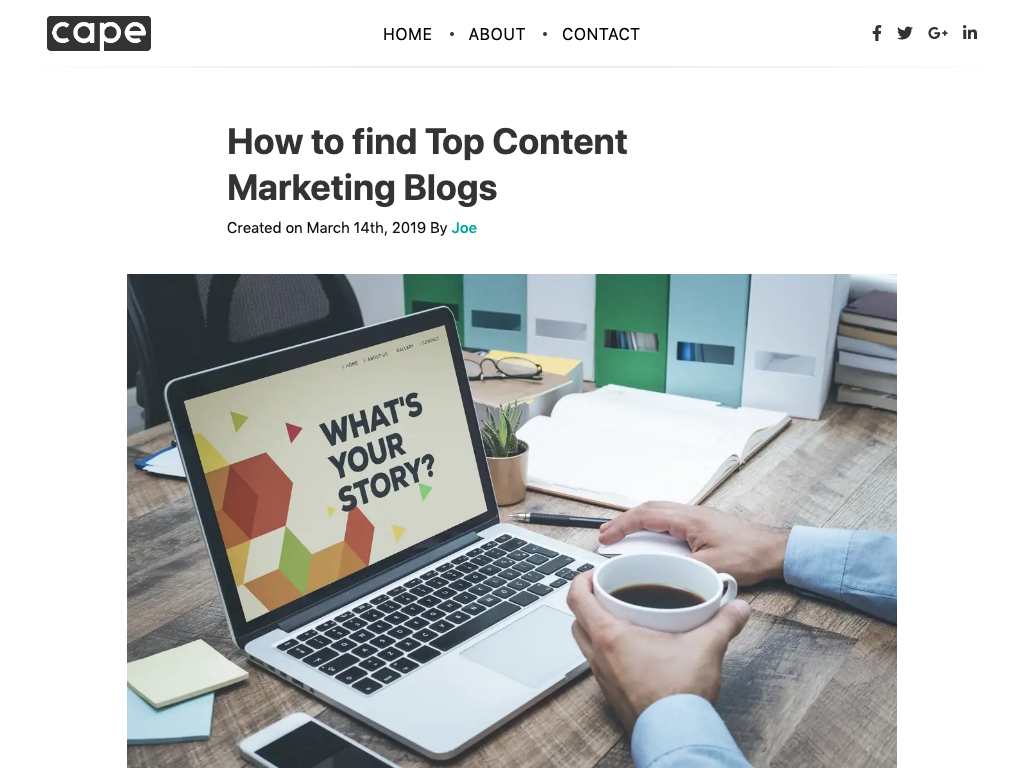 cape
HOME • ABOUT • CONTACT
How to find Top Content
Marketing Blogs
Created on March 14th, 2019 By Joe
HOME ABOUT US GALLERY CONTACT
WHAT'S
YOUR
STORY?